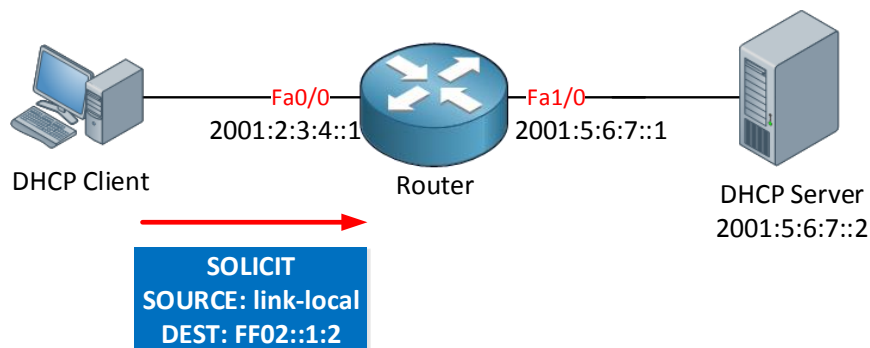 Fa0/0
Fa1/0
2001:2:3:4::1
2001:5:6:7::1
DHCP Client
Router
DHCP Server
2001:5:6:7::2
SOLICIT
SOURCE: link-local
DEST: FF02::1:2